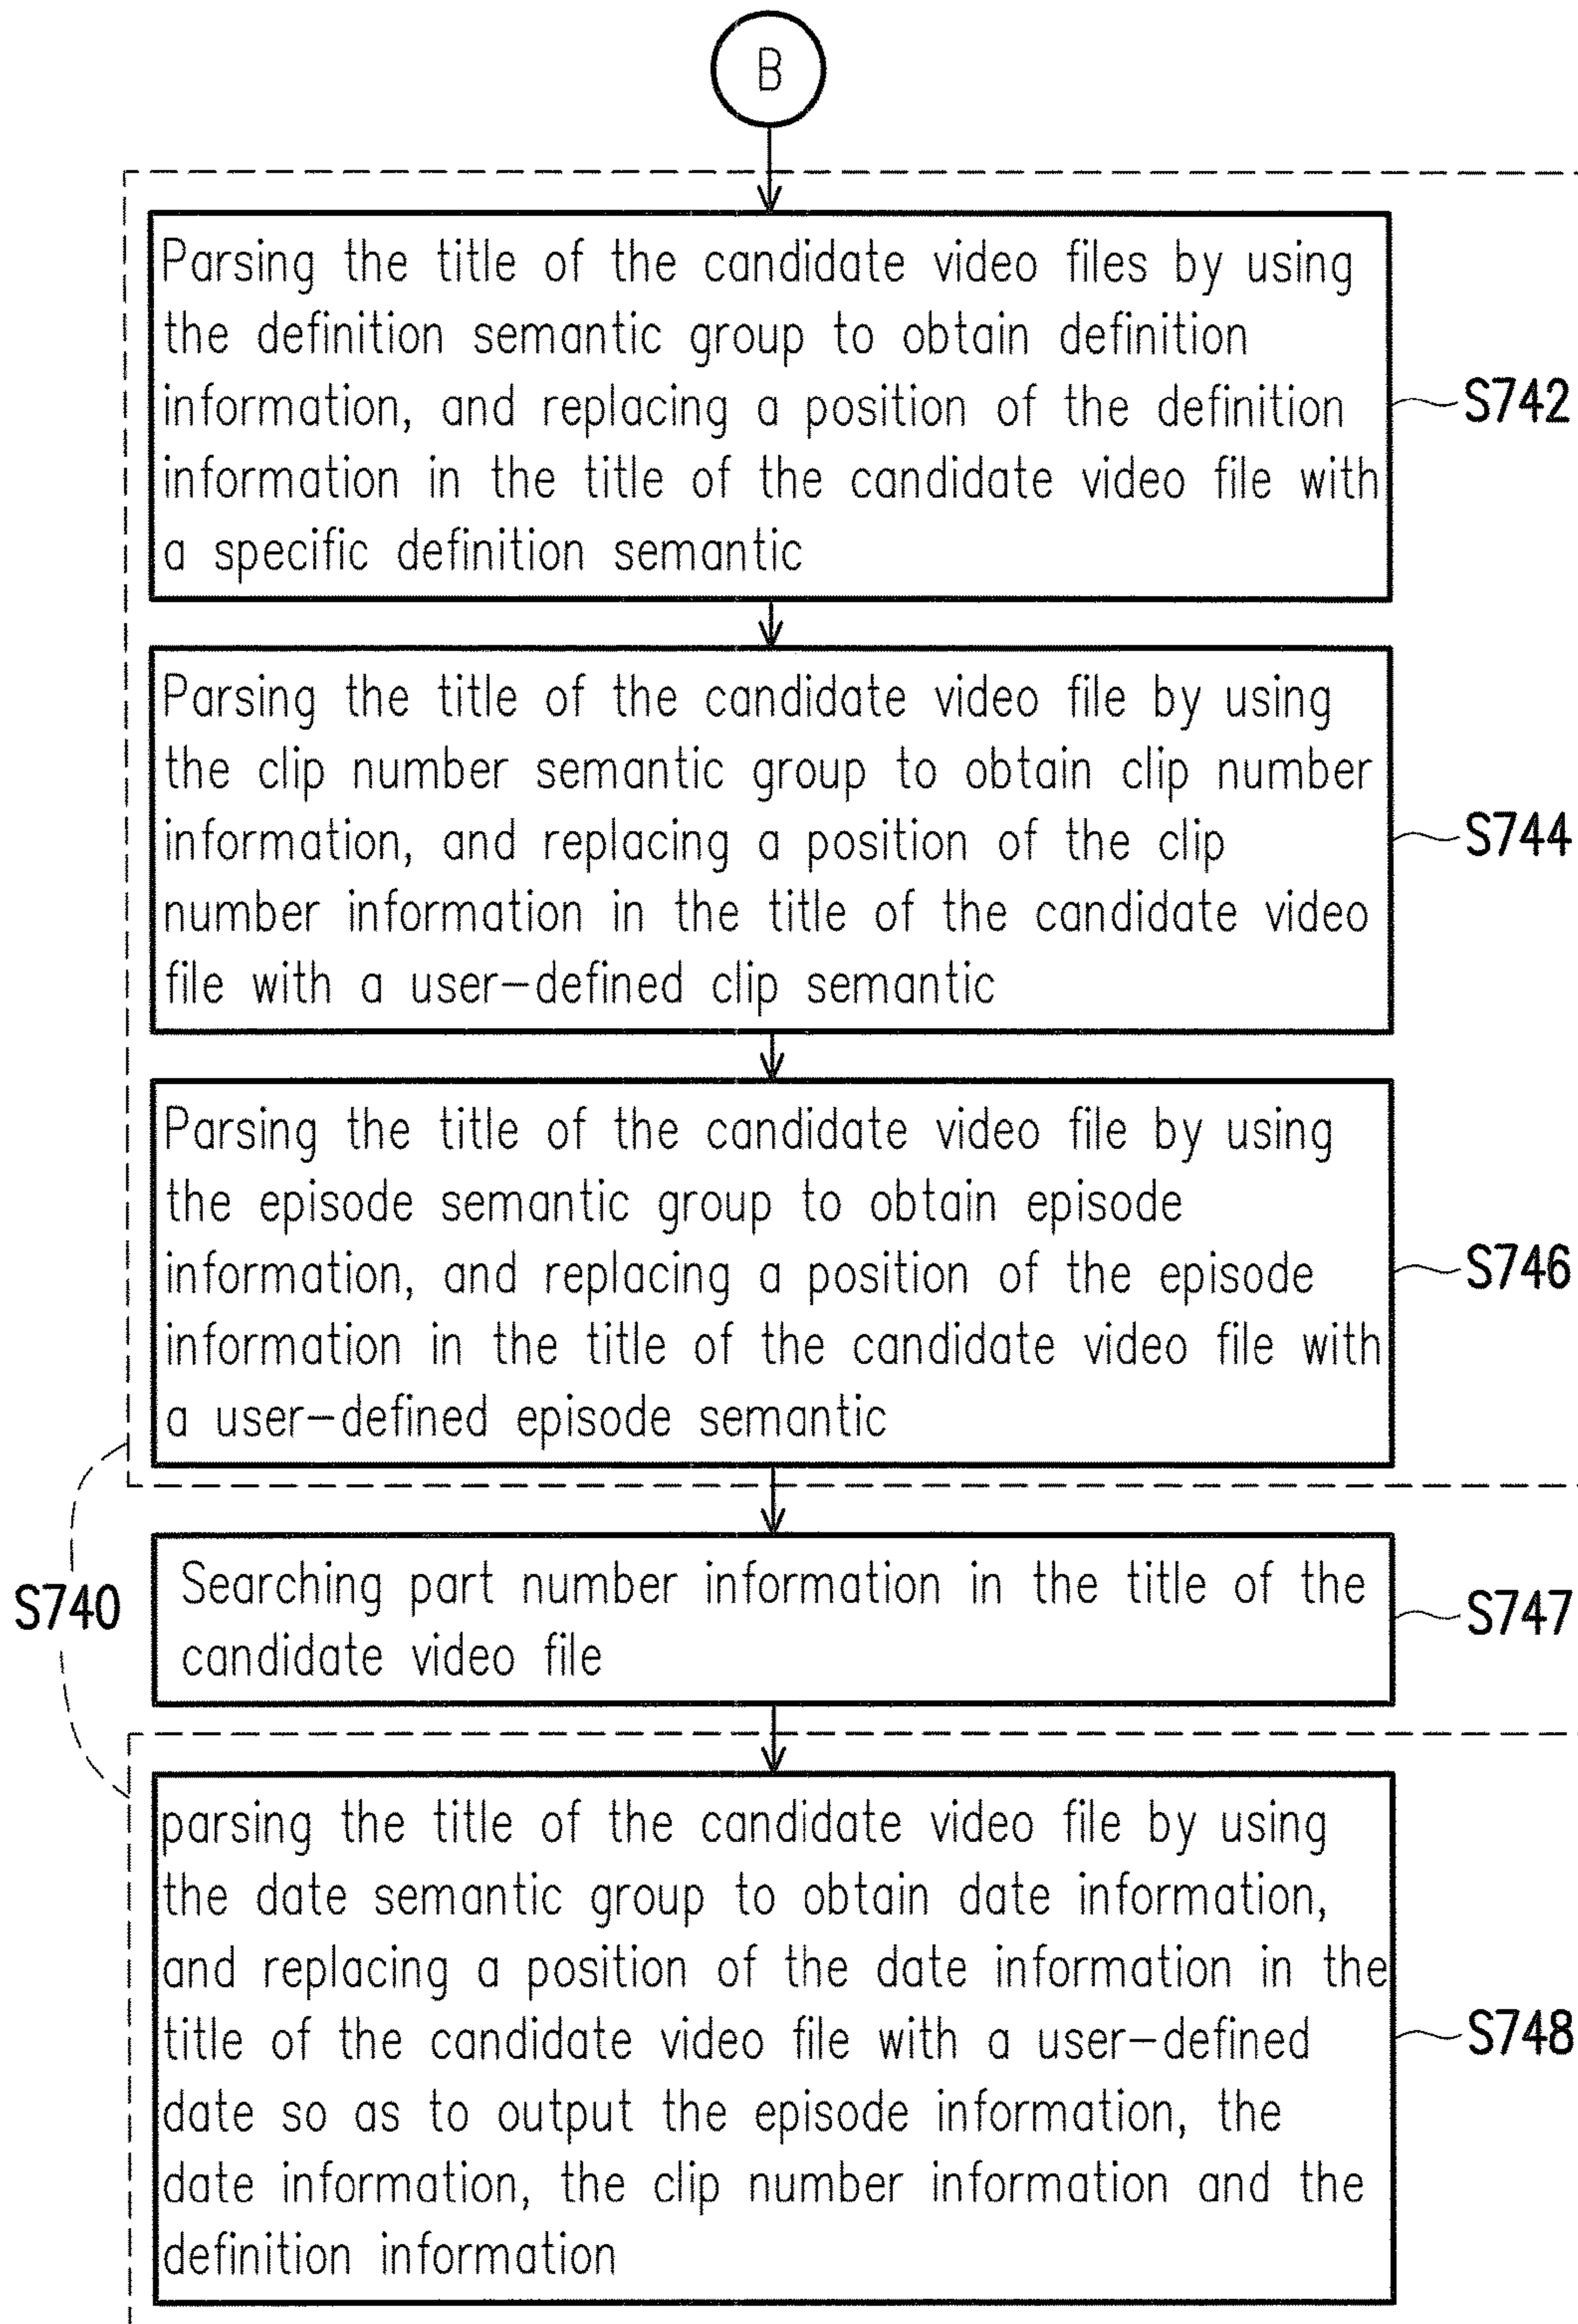 B
Parsing the title of the candidate video files by using
the definition semantic group to obtain definition
information, and replacing a position of the definition
information in the title of the candidate video file with
a specific definition semantic
S742
Parsing the title of the candidate video file by using
the clip number semantic group to obtain clip number
information, and replacing a position of the clip
number information in the title of the candidate video
file with a user-defined clip semantic
S744
Parsing the title of the candidate video file by using
the episode semantic group to obtain episode
information, and replacing a position of the episode
information in the title of the candidate video file with
a user-defined episode semantic
S746
S740
Searching part number information in the title of the
candidate video file
S747
parsing the title of the candidate video file by using
the date semantic group to obtain date information,
and replacing a position of the date information in the
title of the candidate video file with a user-defined
date so as to output the episode information, the
date information, the clip number information and the
definition information
S748